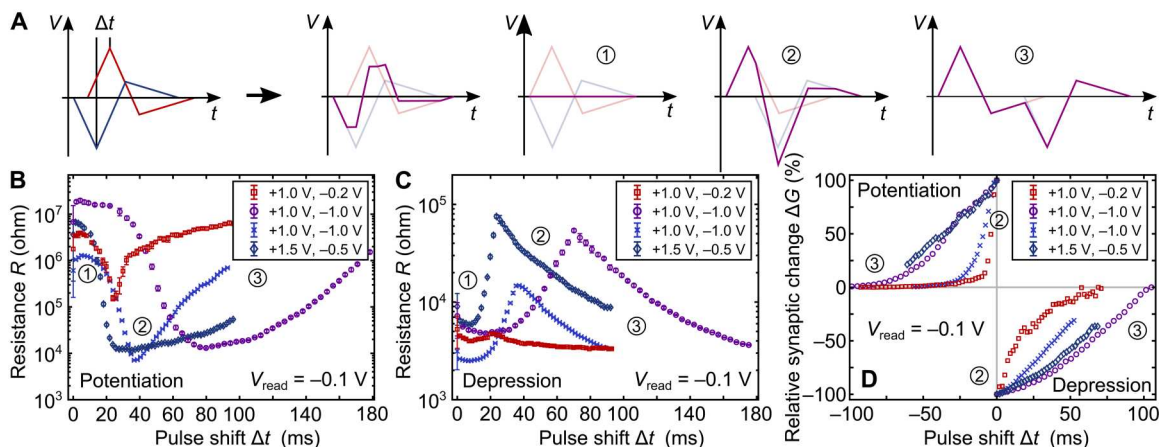 A
V
Δt
t
V
t
V
①
t
V
②
t
V
③
t
B
Resistance R (ohm)
10⁷
10⁶
10⁵
10⁴
10³
+1.0 V, –0.2 V
+1.0 V, –1.0 V
+1.0 V, –1.0 V
+1.5 V, –0.5 V
①
②
③
Potentiation
V_read = –0.1 V
0 20 40 60 80 100 120 140 180
Pulse shift Δt (ms)
C
Resistance R (ohm)
10⁵
10⁴
10³
+1.0 V, –0.2 V
+1.0 V, –1.0 V
+1.0 V, –1.0 V
+1.5 V, –0.5 V
①
②
③
Depression
V_read = –0.1 V
0 20 40 60 80 100 120 140 180
Pulse shift Δt (ms)
Relative synaptic change ΔG (%)
100
50
0
–50
–100
Potentiation
+1.0 V, –0.2 V
+1.0 V, –1.0 V
+1.0 V, –1.0 V
+1.5 V, –0.5 V
②
③
V_read = –0.1 V
③
②
D
Depression
–100 –50 0 50 100
Pulse shift Δt (ms)